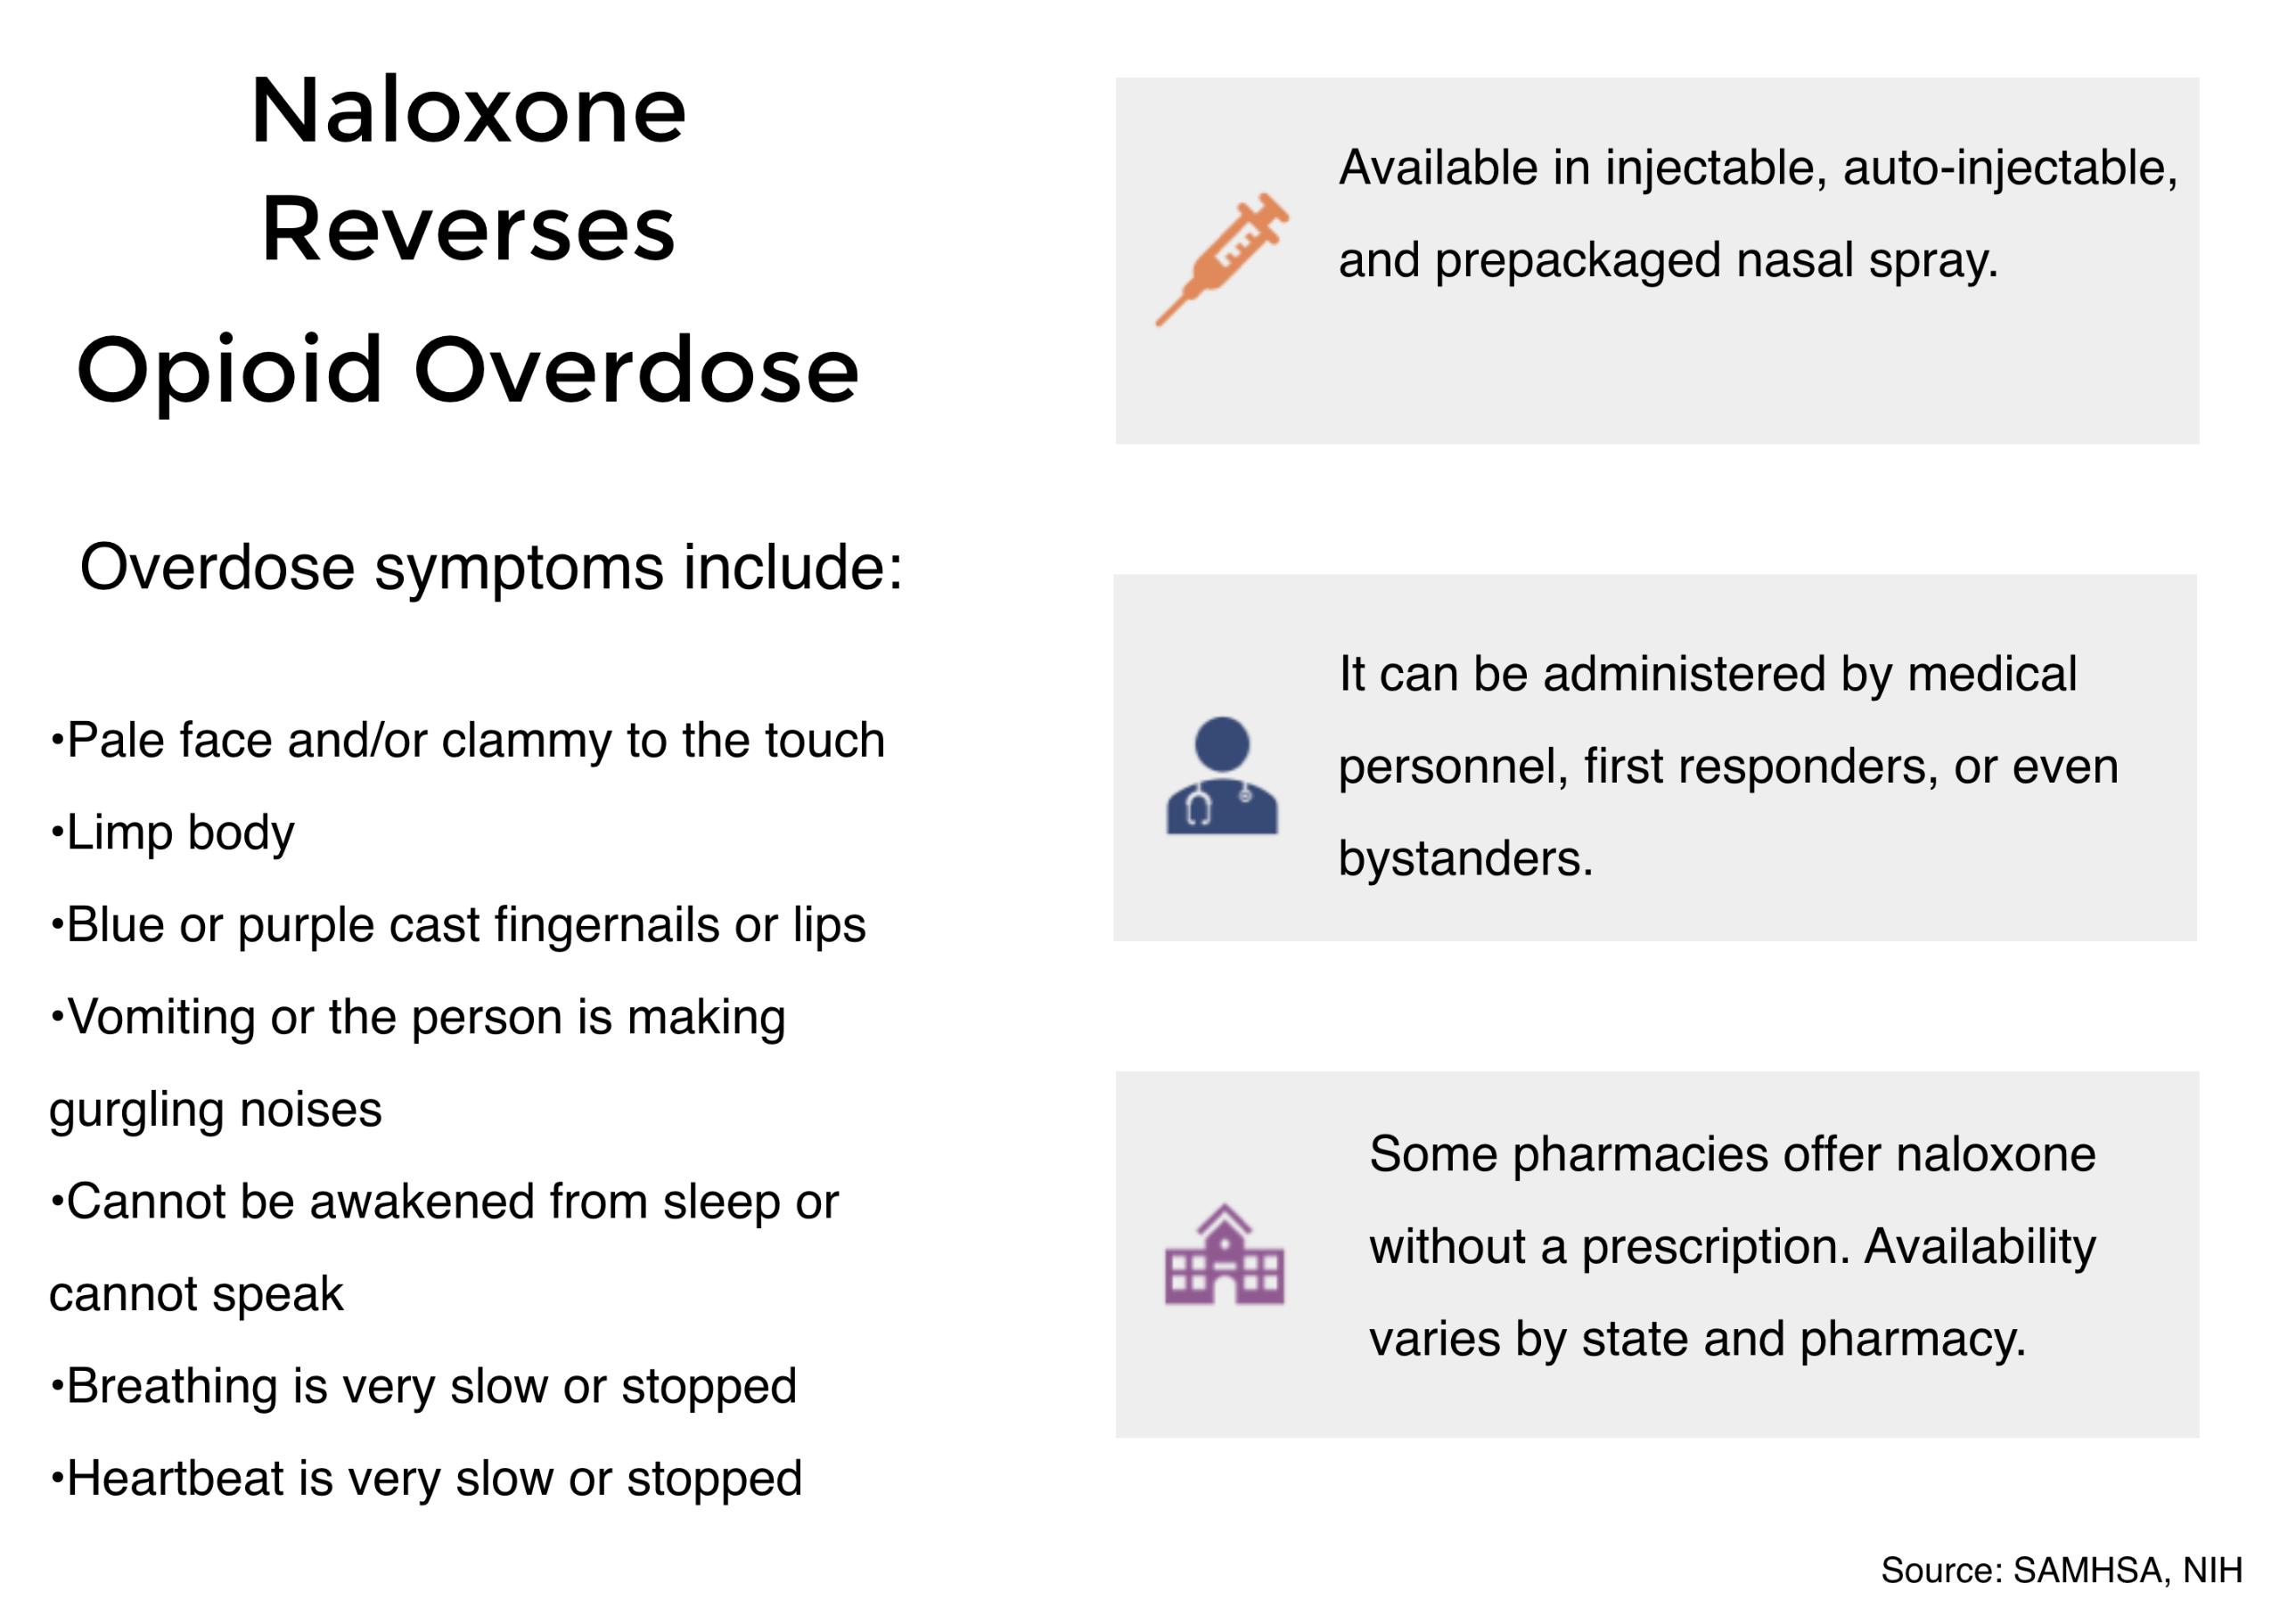 Naloxone
Reverses
Opioid Overdose
Overdose symptoms include:
•Pale face and/or clammy to the touch
•Limp body
•Blue or purple cast fingernails or lips
•Vomiting or the person is making
gurgling noises
•Cannot be awakened from sleep or
cannot speak
•Breathing is very slow or stopped
•Heartbeat is very slow or stopped
Available in injectable, auto-injectable,
and prepackaged nasal spray.
It can be administered by medical
personnel, first responders, or even
bystanders.
Some pharmacies offer naloxone
without a prescription. Availability
varies by state and pharmacy.
Source: SAMHSA, NIH